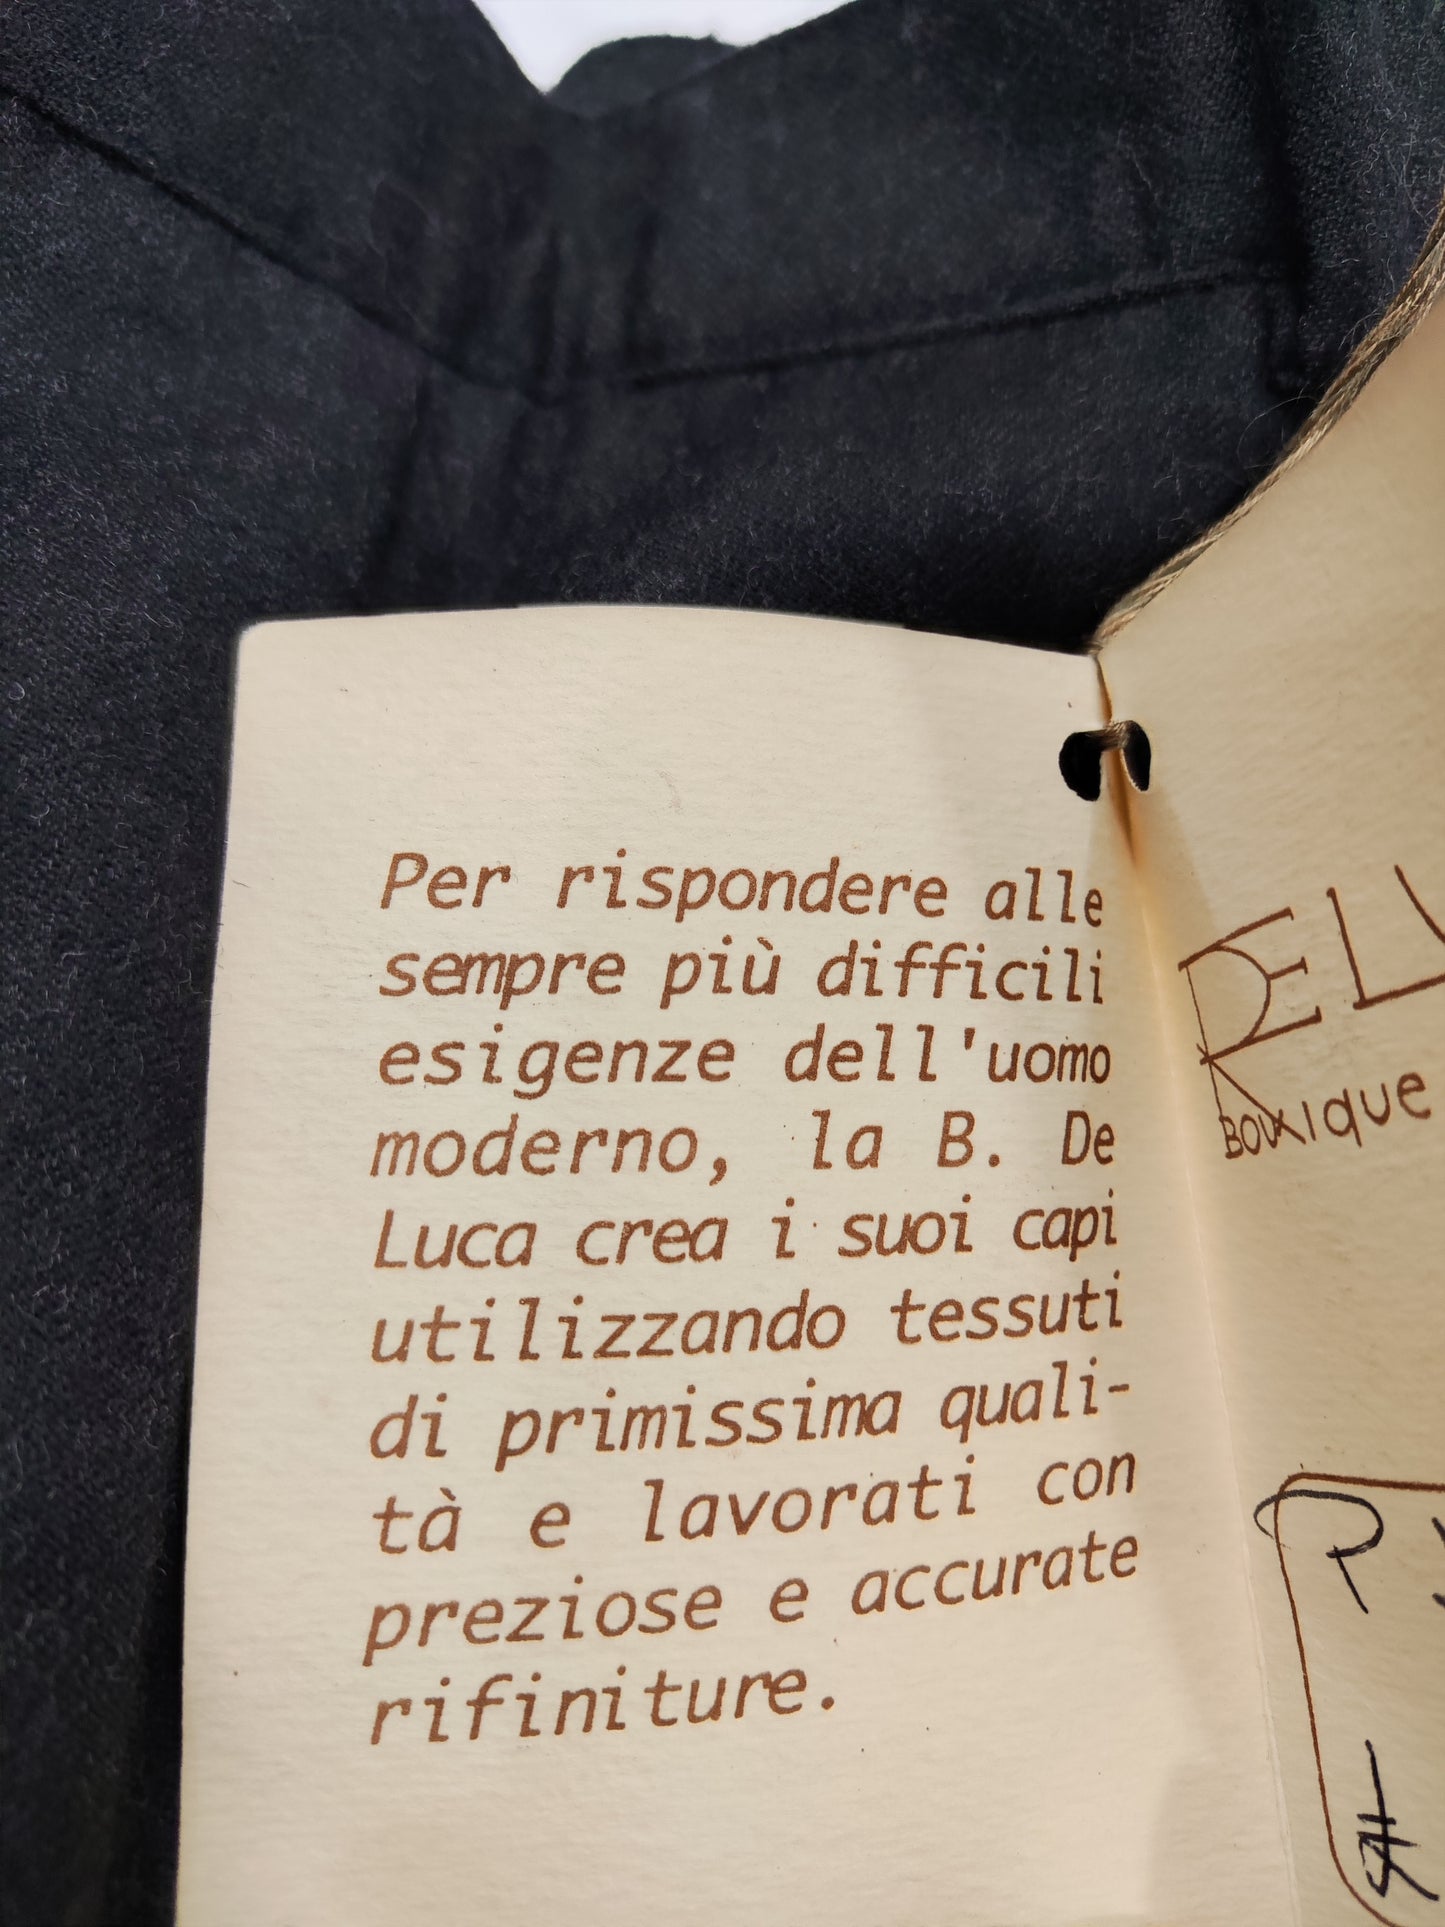 Per rispondere alle
sempre più difficili
esigenze dell'uomo
moderno, la B. De
Luca crea i suoi capi
utilizzando tessuti
di primissima quali-
tà e lavorati con
preziose e accurate
rifiniture.
BOUTIQUE